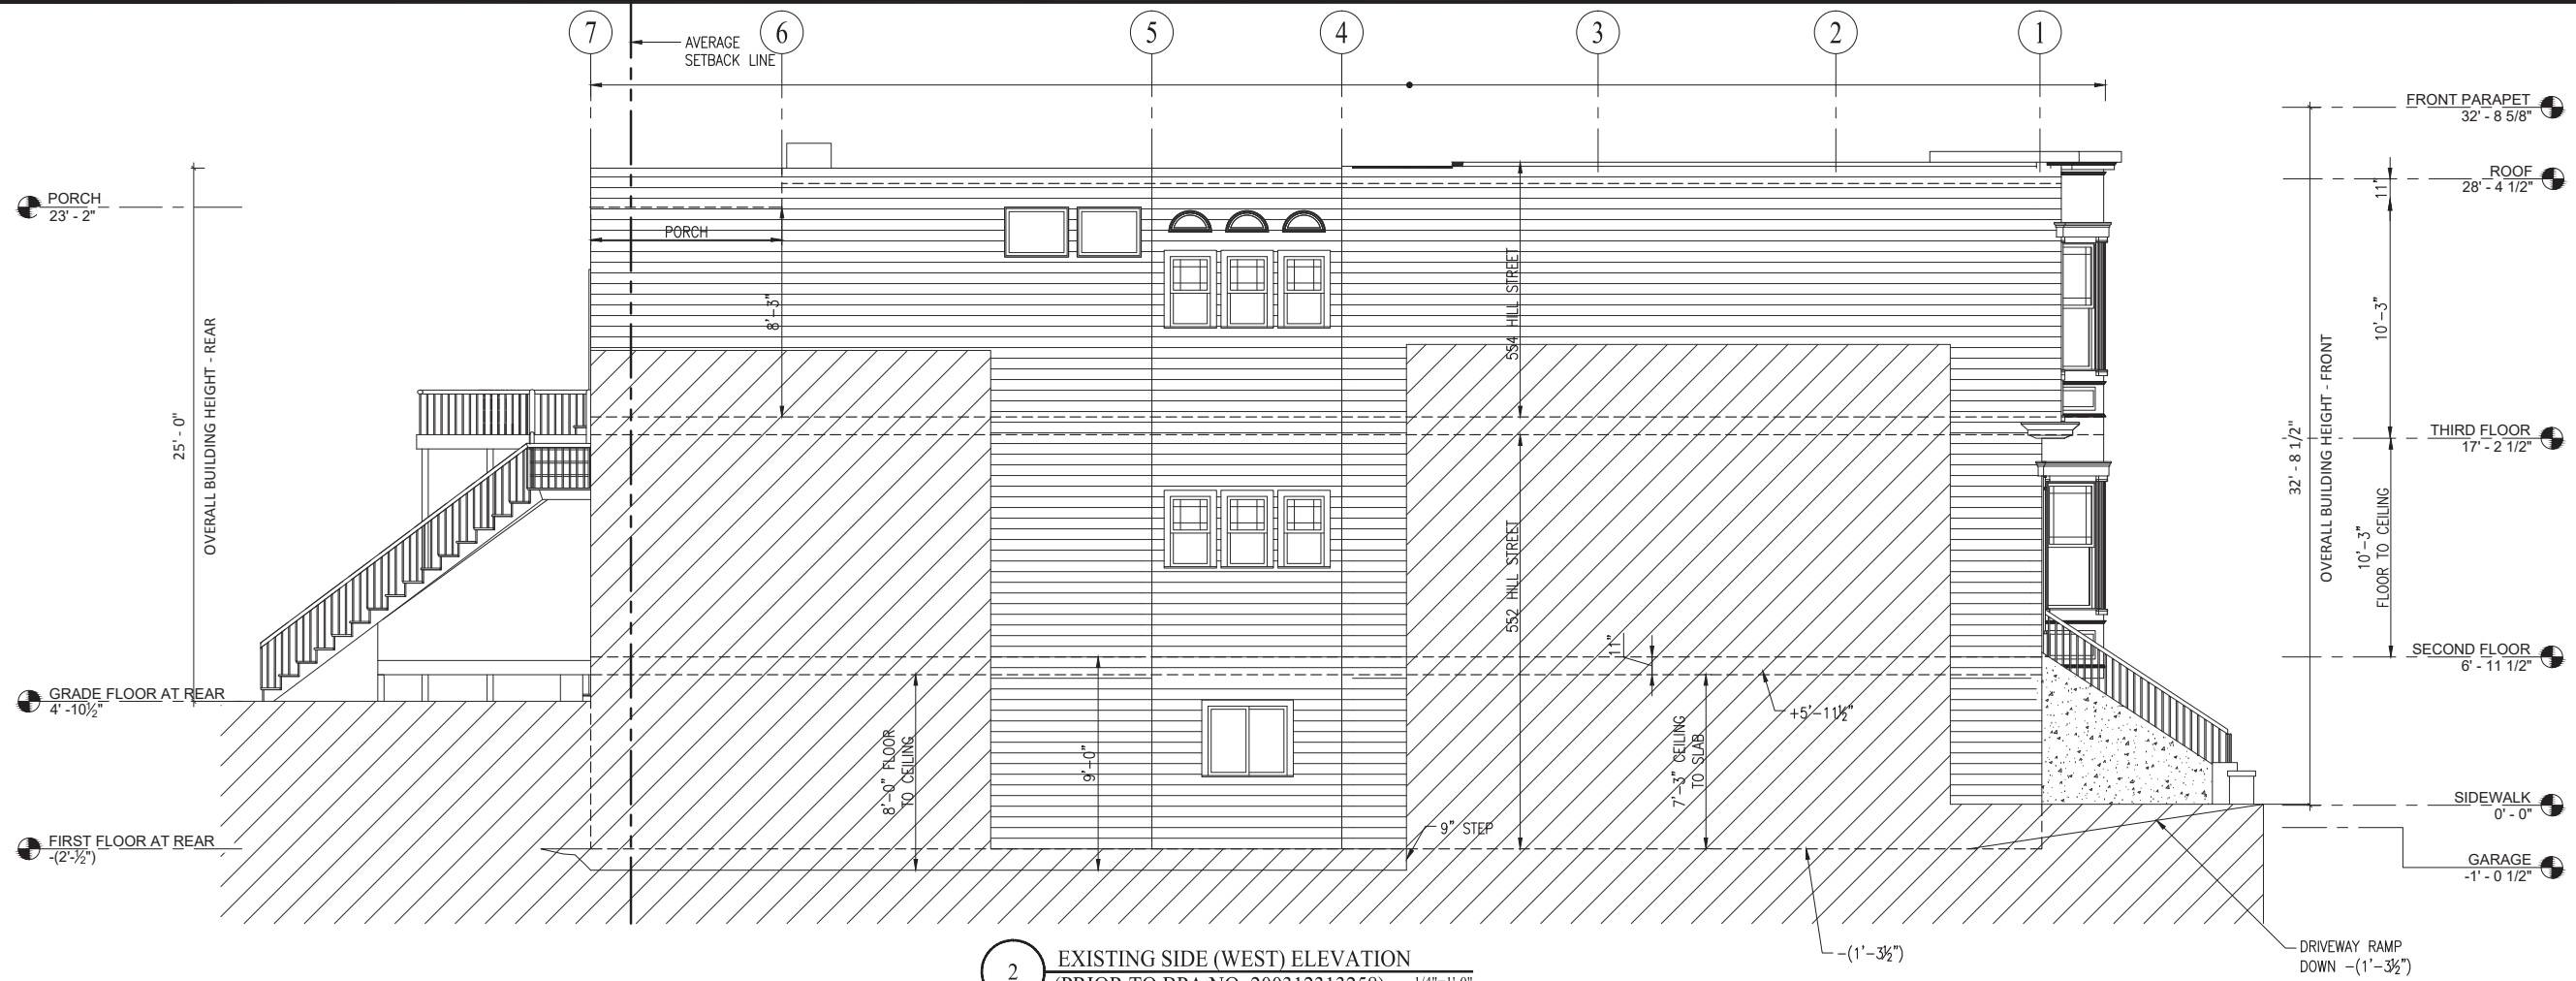 7
6
5
4
3
2
1
AVERAGE
SETBACK LINE
FRONT PARAPET
32' - 8 5/8"
ROOF
28' - 4 1/2"
11"
PORCH
23' - 2"
PORCH
8'-3"
554 HILL STREET
10'-3"
25' - 0"
OVERALL BUILDING HEIGHT - REAR
32' - 8 1/2"
OVERALL BUILDING HEIGHT - FRONT
THIRD FLOOR
17' - 2 1/2"
10'-3"
FLOOR TO CEILING
552 HILL STREET
11"
SECOND FLOOR
6' - 11 1/2"
+5'-11½"
GRADE FLOOR AT REAR
4' -10½"
8'-0" FLOOR
TO CEILING
9'-0"
7'-3" CEILING
TO SLAB
SIDEWALK
0' - 0"
9" STEP
FIRST FLOOR AT REAR
-(2'-½")
GARAGE
-1' - 0 1/2"
-(1'-3½")
DRIVEWAY RAMP
DOWN -(1'-3½")
2
EXISTING SIDE (WEST) ELEVATION